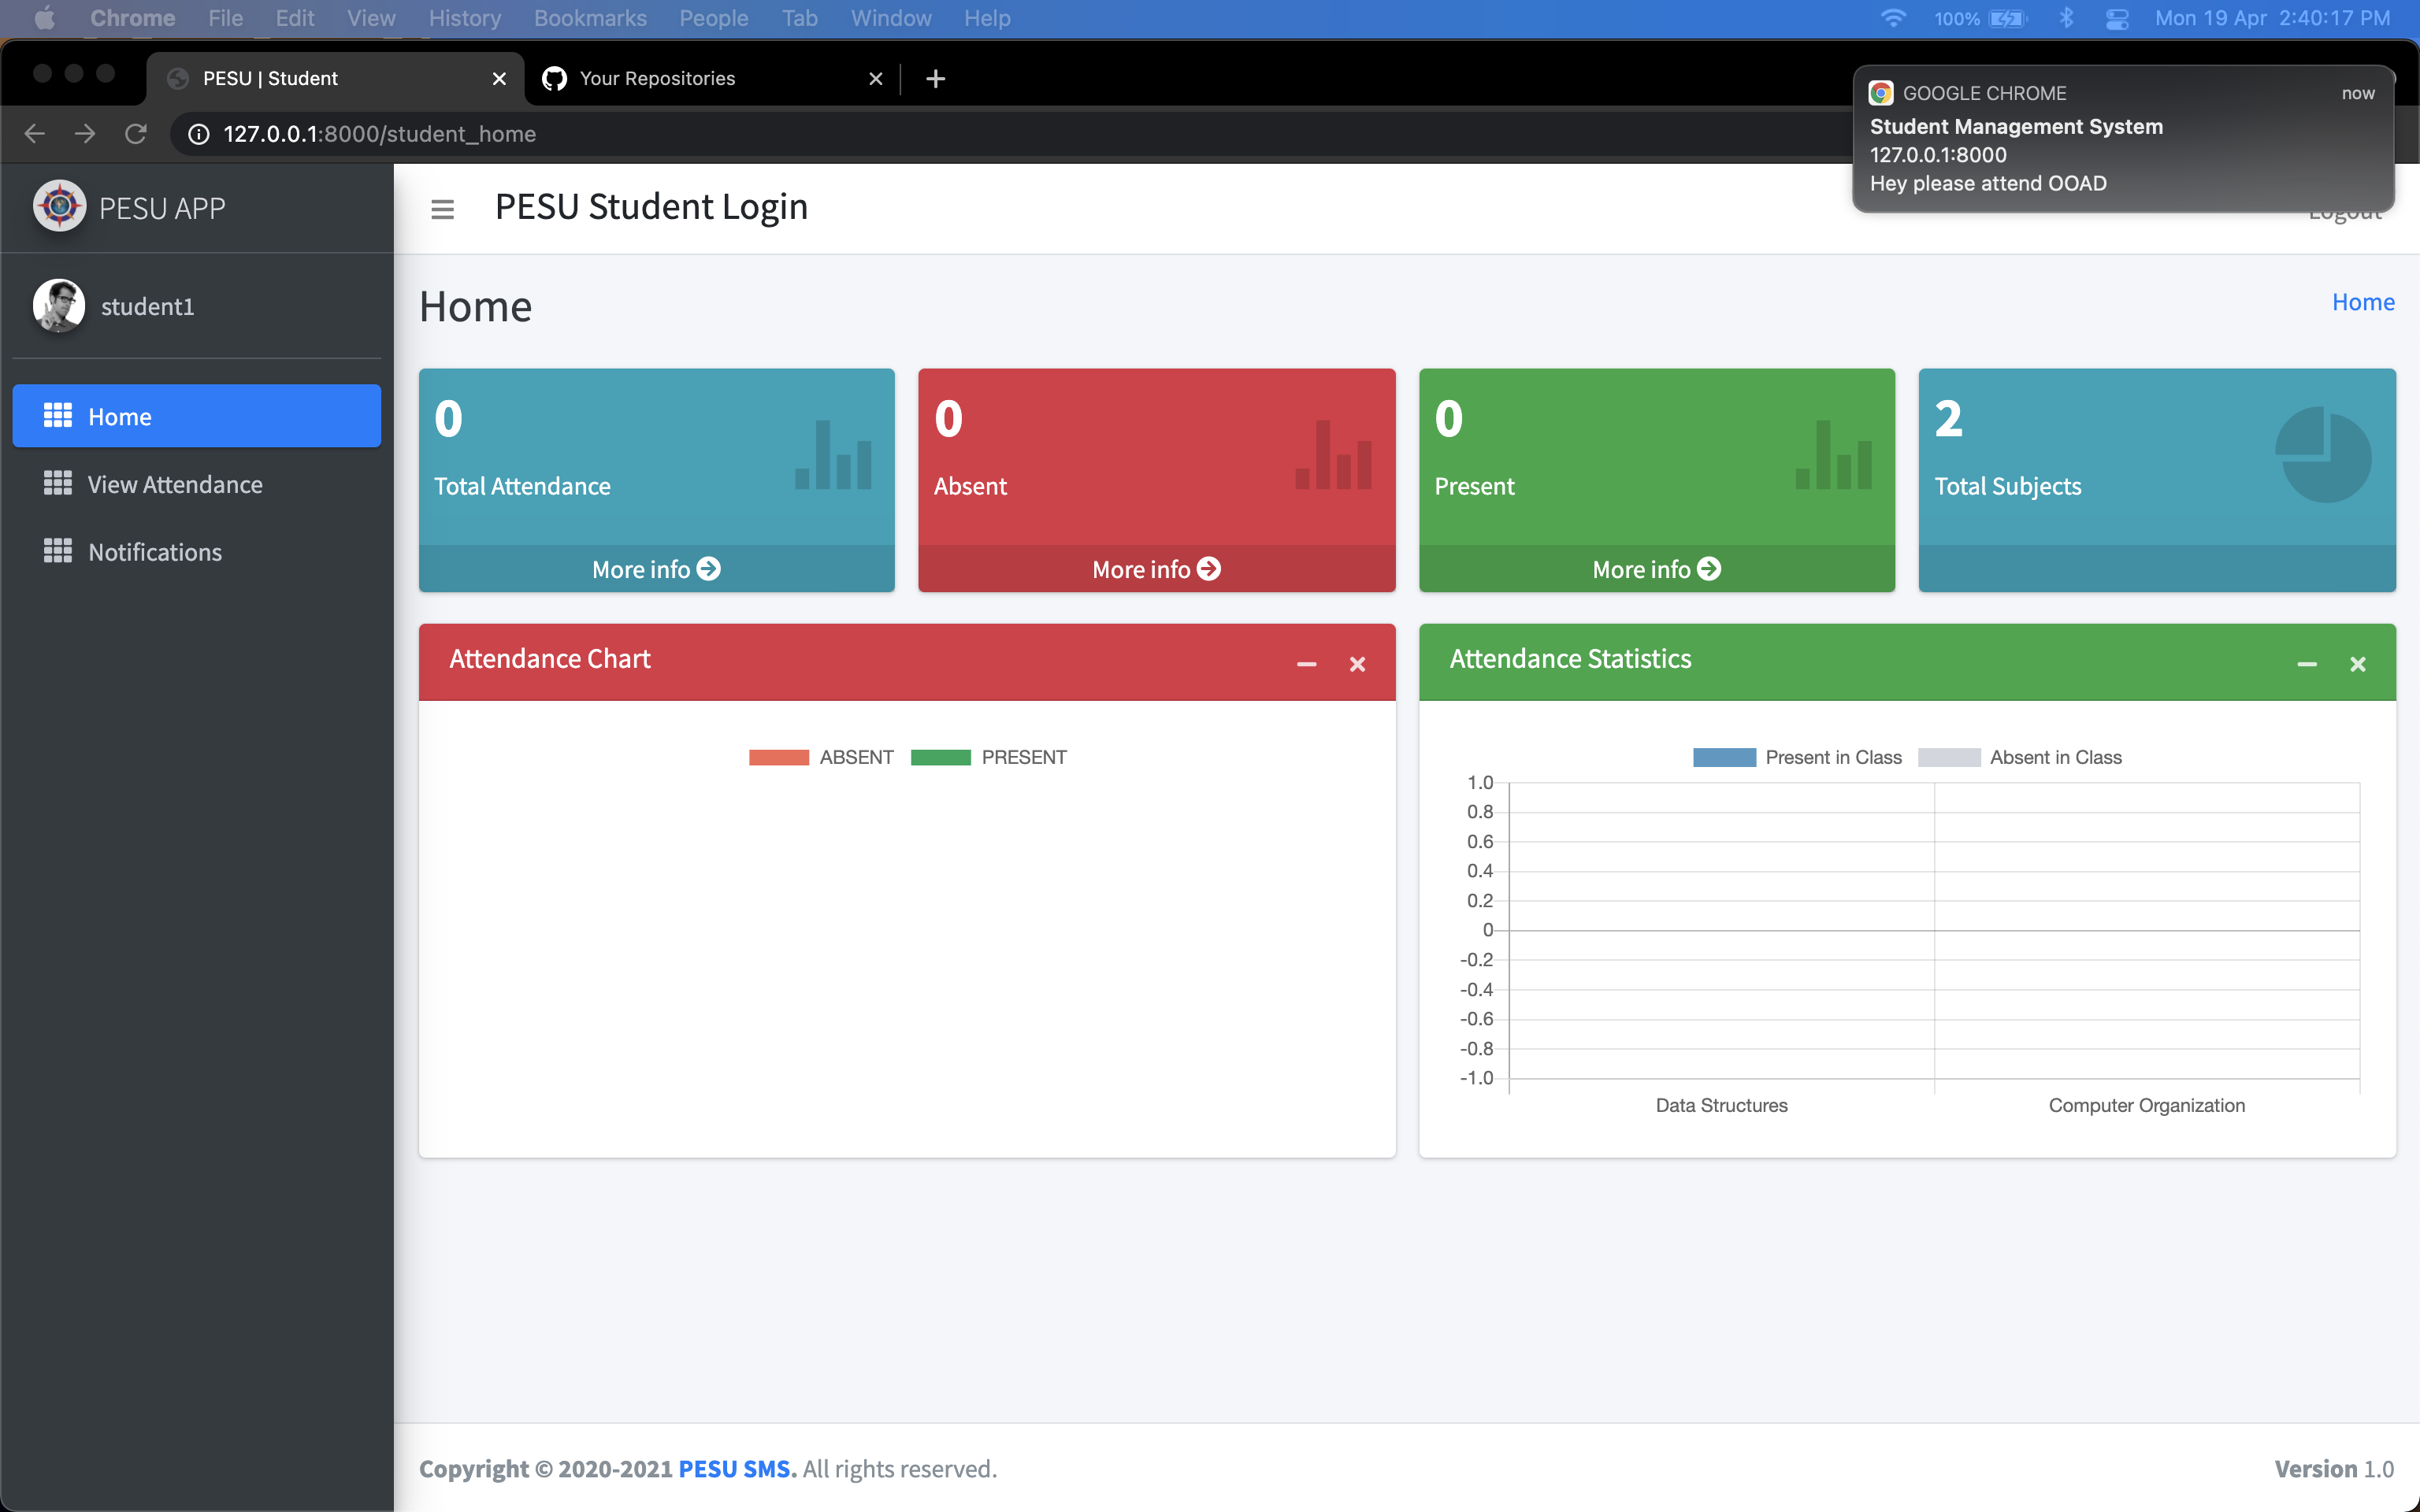 Chrome File Edit View History Bookmarks People Tab Window Help 100% Mon 19 Apr 2:40:17 PM
PESU | Student Your Repositories
127.0.0.1:8000/student_home
GOOGLE CHROME now
Student Management System
127.0.0.1:8000
Hey please attend OOAD
PESU APP
PESU Student Login
Logout
student1
Home
View Attendance
Notifications
Home
Home
0
Total Attendance
More info
0
Absent
More info
0
Present
More info
2
Total Subjects
Attendance Chart
ABSENT PRESENT
Attendance Statistics
Present in Class Absent in Class
1.0
0.8
0.6
0.4
0.2
0
-0.2
-0.4
-0.6
-0.8
-1.0
Data Structures Computer Organization
Copyright © 2020-2021 PESU SMS. All rights reserved.
Version 1.0